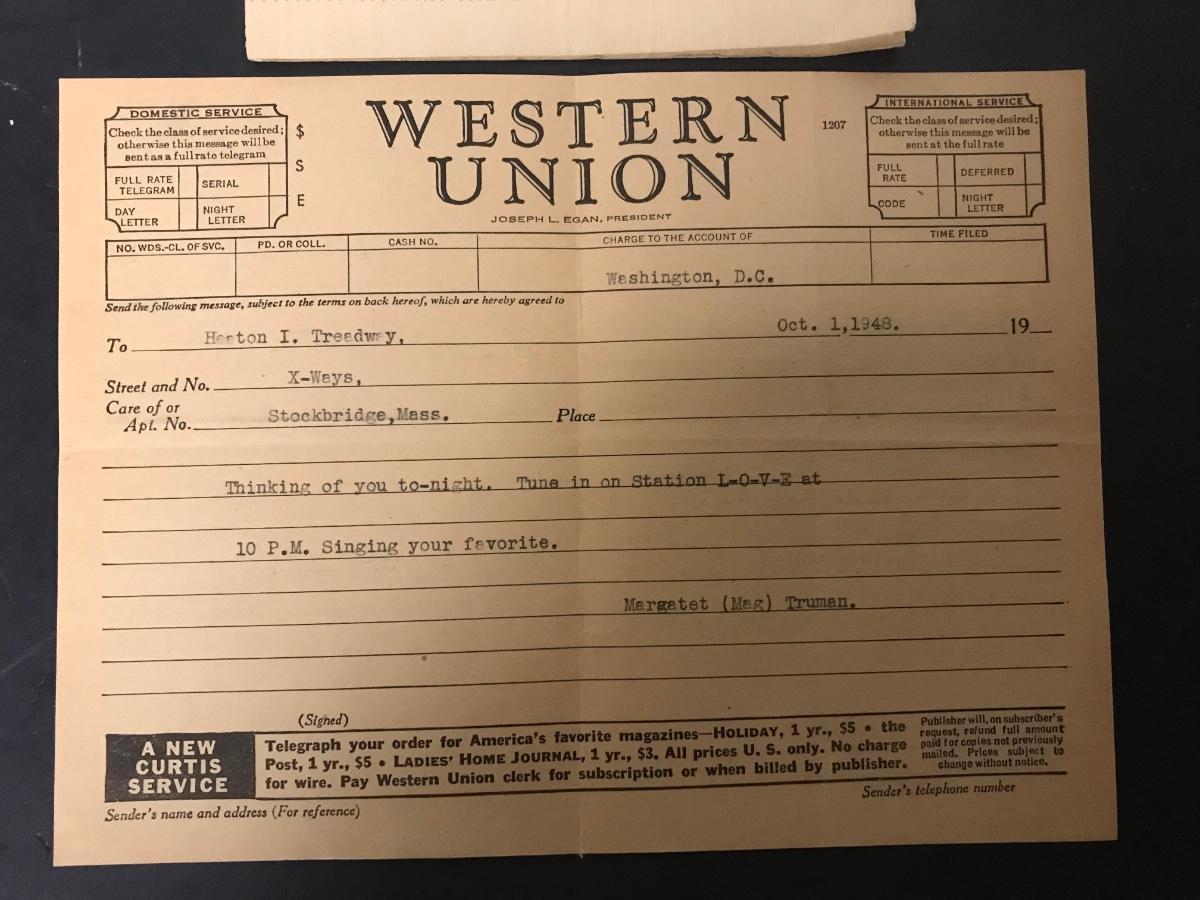 DOMESTIC SERVICE
Check the class of service desired;
otherwise this message will be
sent as a full rate telegram
FULL RATE
TELEGRAM
SERIAL
DAY
LETTER
NIGHT
LETTER
$
S
E
WESTERN
UNION
JOSEPH L. EGAN, PRESIDENT
1207
INTERNATIONAL SERVICE
Check the class of service desired;
otherwise this message will be
sent at the full rate
FULL
RATE
DEFERRED
CODE
NIGHT
LETTER
NO. WDS.-CL. OF SVC.
PD. OR COLL.
CASH NO.
CHARGE TO THE ACCOUNT OF
TIME FILED
Washington, D.C.
Send the following message, subject to the terms on back hereof, which are hereby agreed to
Oct. 1,1948. 19
To Heaton I. Treadway,
Street and No. X-Ways,
Care of or
Apt. No. Stockbridge,Mass. Place
Thinking of you to-night. Tune in on Station L-O-V-E at
10 P.M. Singing your favorite.
Margatet (Mag) Truman.
(Signed)
A NEW
CURTIS
SERVICE
Telegraph your order for America's favorite magazines—HOLIDAY, 1 yr., $5 • the
Post, 1 yr., $5 • LADIES' HOME JOURNAL, 1 yr., $3. All prices U. S. only. No charge
for wire. Pay Western Union clerk for subscription or when billed by publisher.
Publisher will, on subscriber's
request, refund full amount
paid for copies not previously
mailed. Prices subject to
change without notice.
Sender's name and address (For reference)
Sender's telephone number